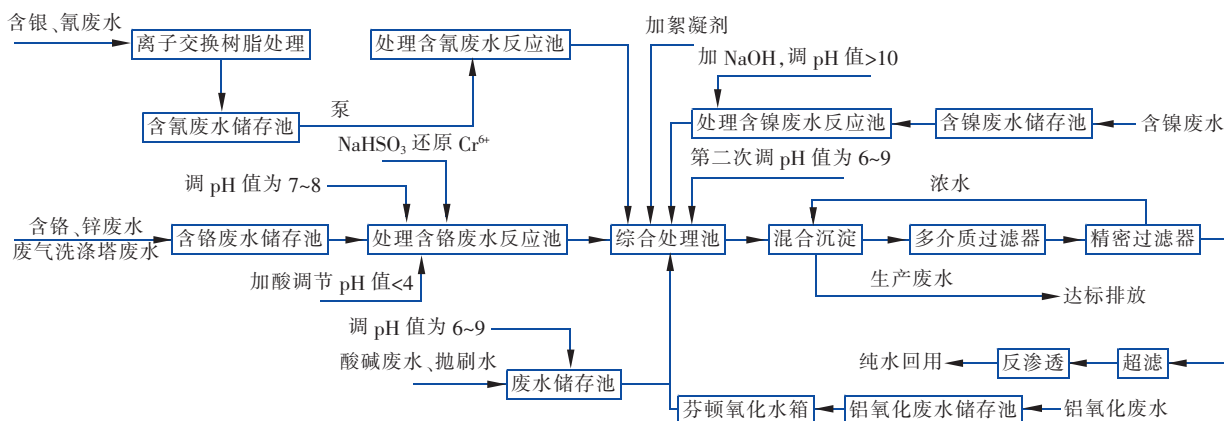 含银、氰废水
离子交换树脂处理
含氰废水储存池
泵
处理含氰废水反应池
加絮凝剂
加 NaOH,调 pH 值>10
处理含镍废水反应池
含镍废水储存池
含镍废水
NaHSO₃ 还原 Cr⁶⁺
第二次调 pH 值为 6~9
调 pH 值为 7~8
浓水
含铬、锌废水
废气洗涤塔废水
含铬废水储存池
处理含铬废水反应池
综合处理池
混合沉淀
多介质过滤器
精密过滤器
加酸调节 pH 值<4
生产废水
达标排放
调 pH 值为 6~9
酸碱废水、抛刷水
废水储存池
纯水回用
反渗透
超滤
芬顿氧化水箱
铝氧化废水储存池
铝氧化废水